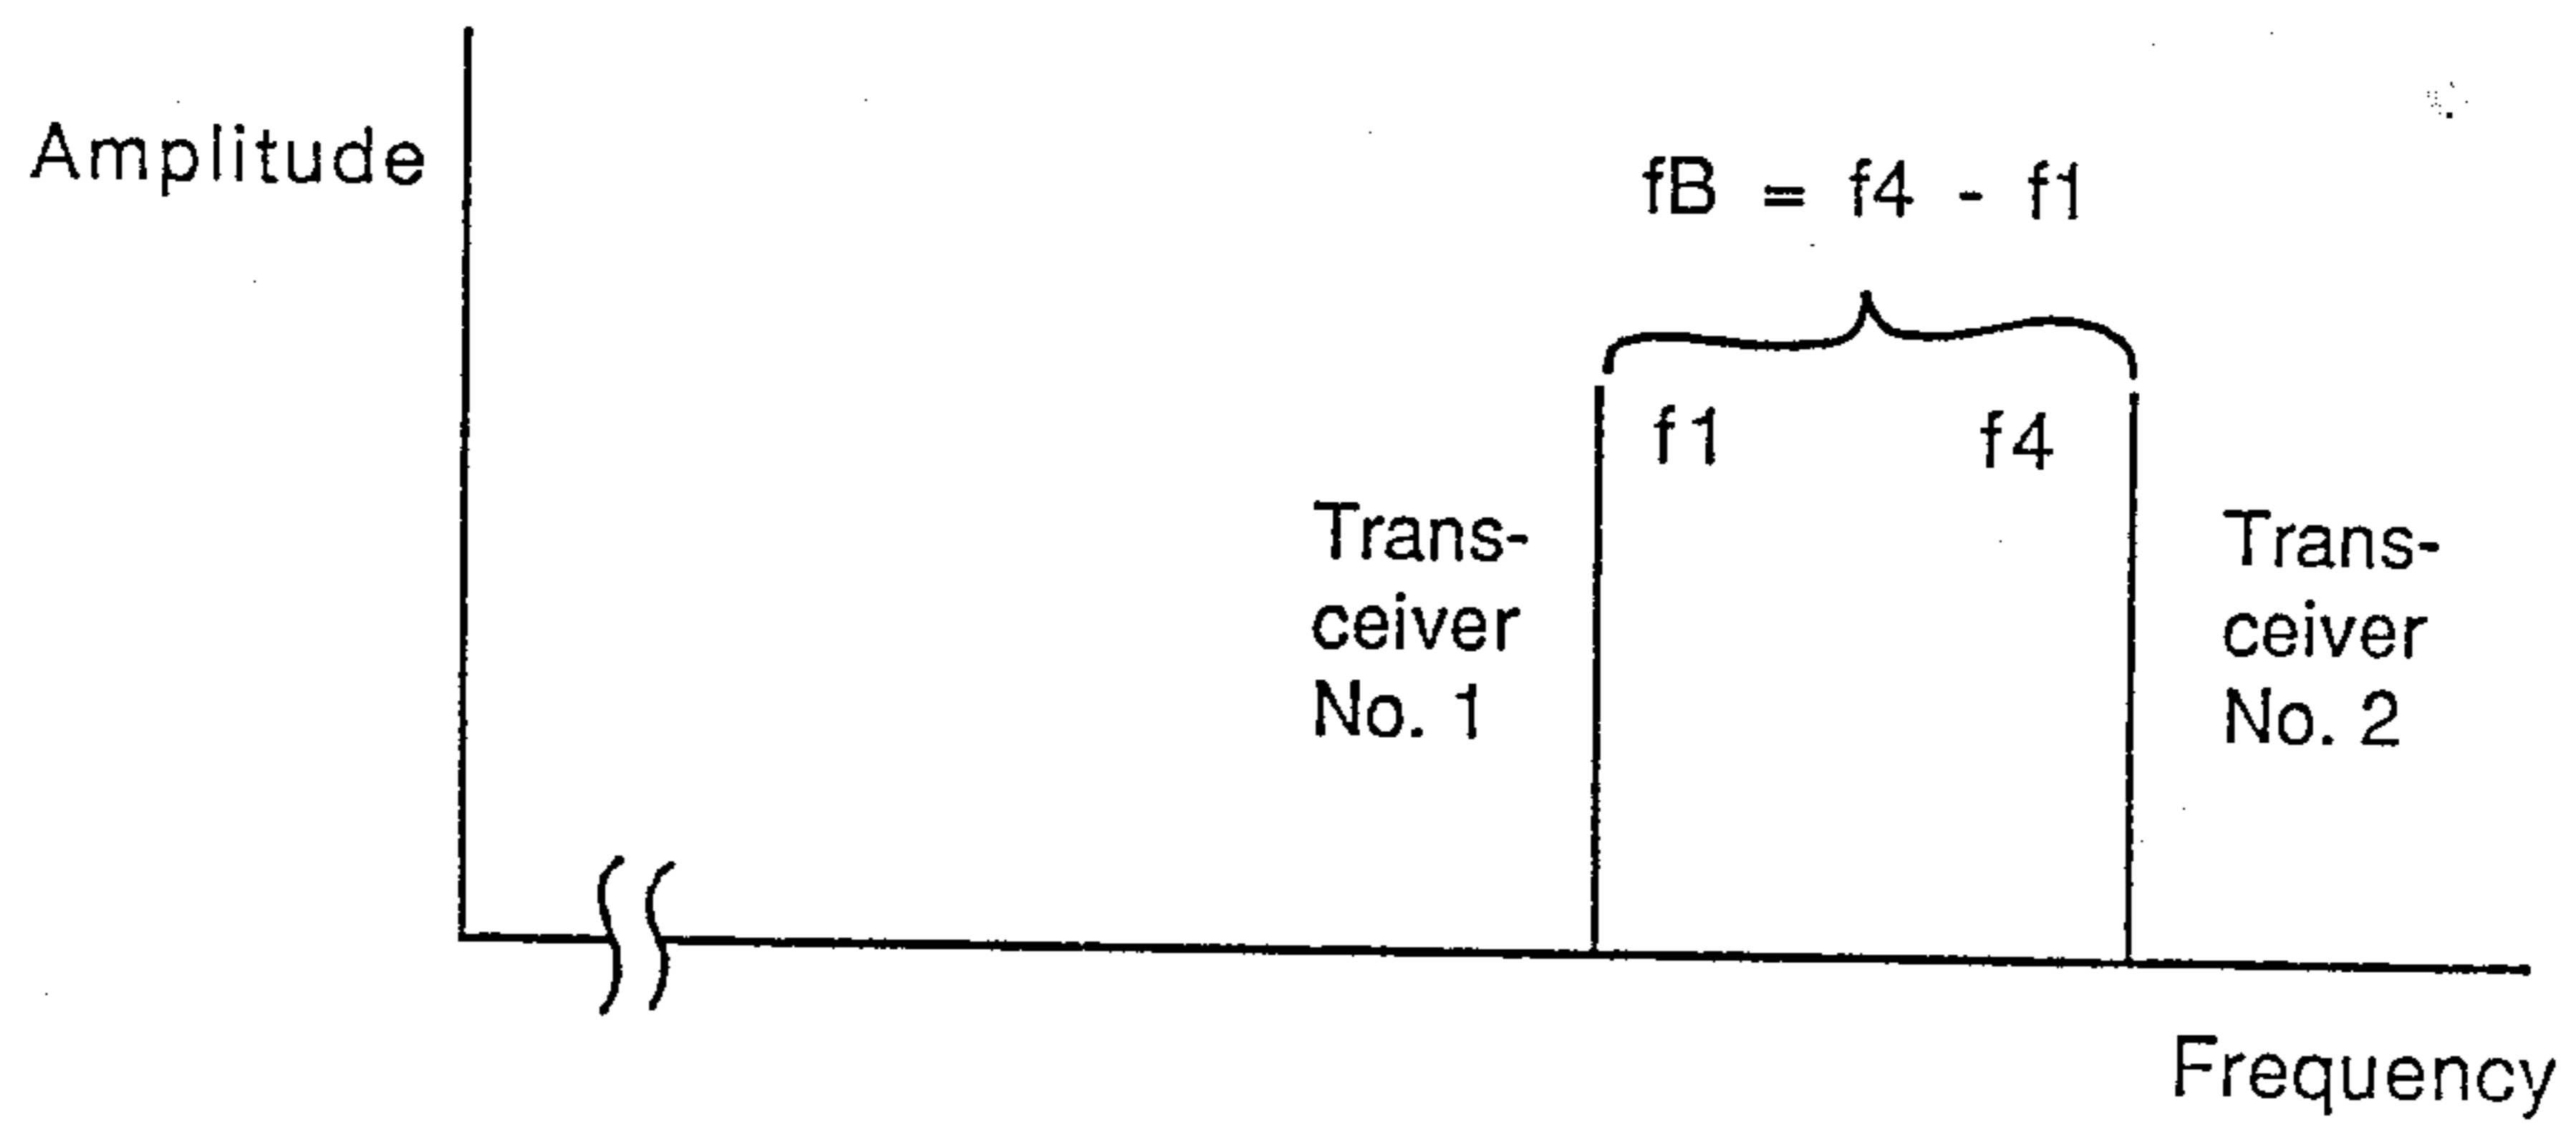 Amplitude
fB = f4 - f1
f1
f4
Trans-
ceiver
No. 1
Trans-
ceiver
No. 2
Frequency